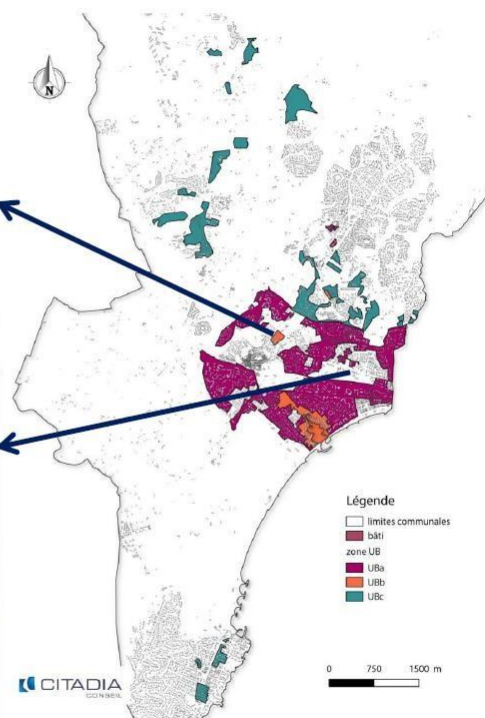 N
Légende
limites communales
bâti
zone UB
UBa
UBb
UBc
0 750 1500 m
CITADIA
CONSEIL